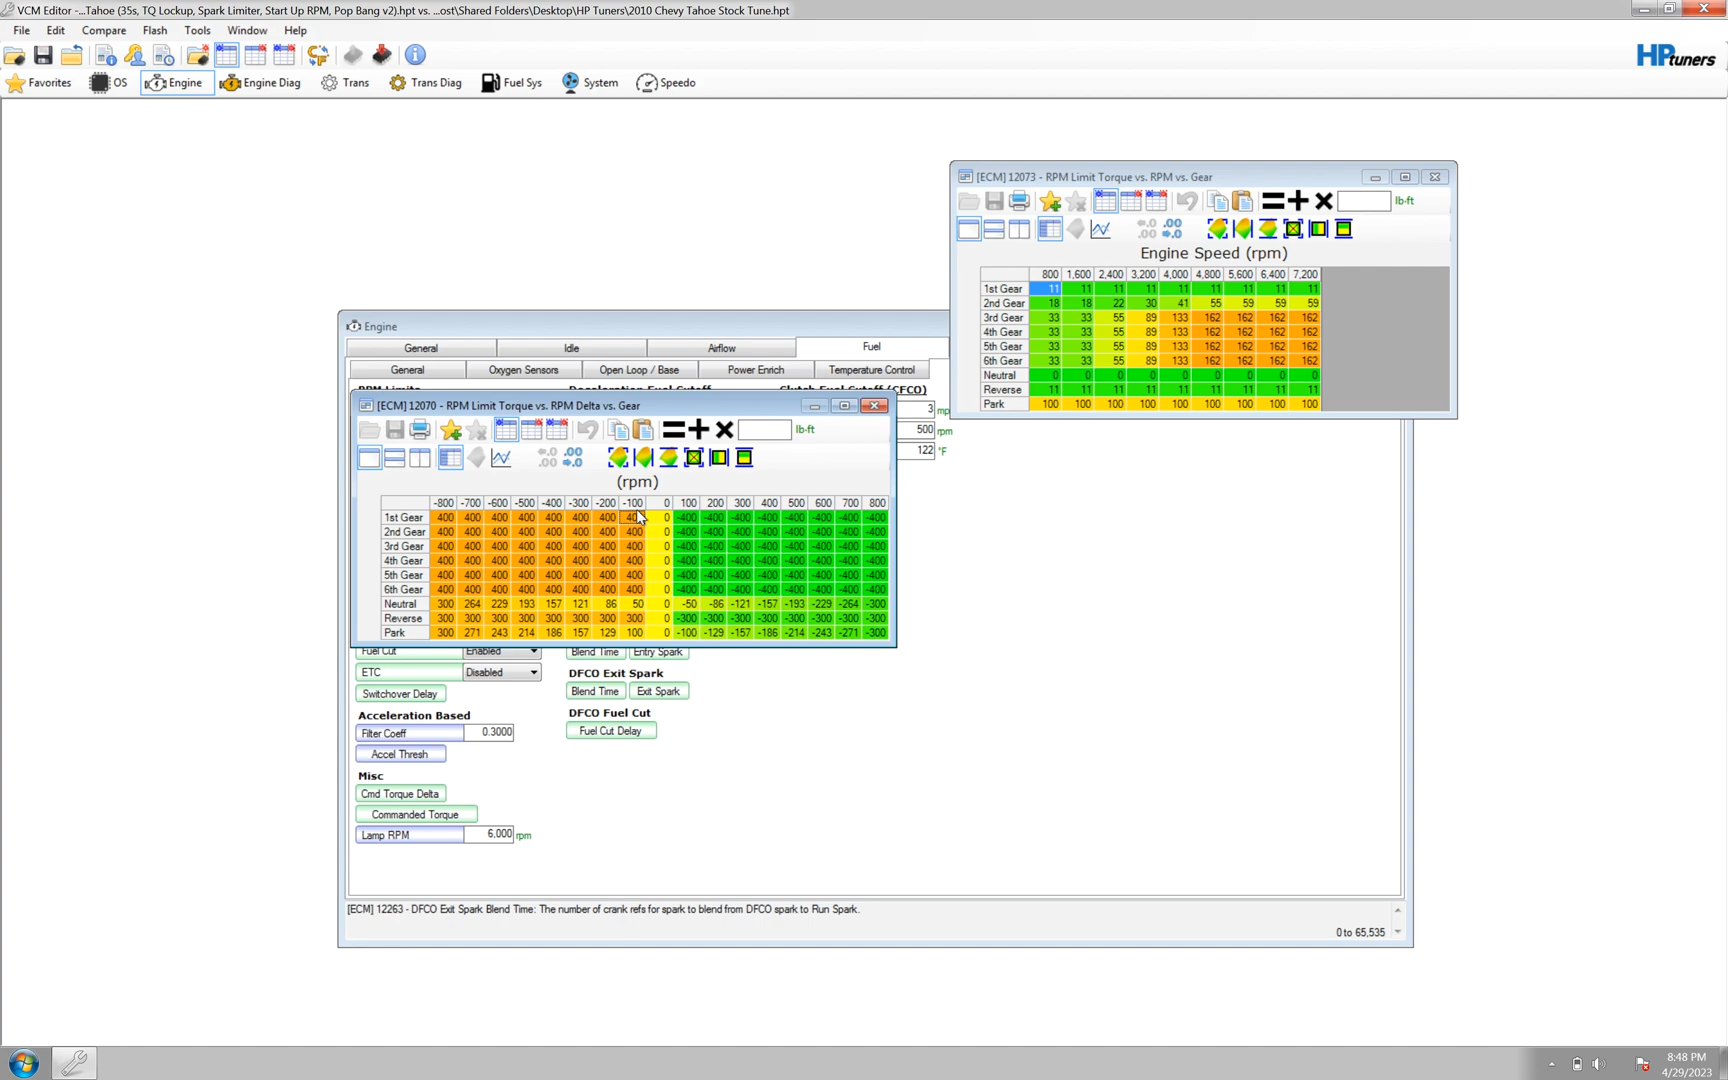 VCM Editor -...Tahoe (35s, TQ Lockup, Spark Limiter, Start Up RPM, Pop Bang v2).hpt vs. ...ost\Shared Folders\Desktop\HP Tuners\2010 Chevy Tahoe Stock Tune.hpt
File Edit Compare Flash Tools Window Help
HPtuners
Favorites OS Engine Engine Diag Trans Trans Diag Fuel Sys System Speedo
[ECM] 12073 - RPM Limit Torque vs. RPM vs. Gear
lb-ft
Engine Speed (rpm)
800 1,600 2,400 3,200 4,000 4,800 5,600 6,400 7,200
1st Gear 11 11 11 11 11 11 11 11 11
2nd Gear 18 18 22 30 41 55 59 59 59
3rd Gear 33 33 55 89 133 162 162 162 162
4th Gear 33 33 55 89 133 162 162 162 162
5th Gear 33 33 55 89 133 162 162 162 162
6th Gear 33 33 55 89 133 162 162 162 162
Neutral 0 0 0 0 0 0 0 0 0
Reverse 11 11 11 11 11 11 11 11 11
Park 100 100 100 100 100 100 100 100 100
Engine
General Idle Airflow Fuel
General Oxygen Sensors Open Loop / Base Power Enrich Temperature Control
RPM Limits Deceleration Fuel Cutoff Clutch Fuel Cutoff (CFCO)
3
500 rpm
122 °F
[ECM] 12070 - RPM Limit Torque vs. RPM Delta vs. Gear
lb-ft
(rpm)
-800 -700 -600 -500 -400 -300 -200 -100 0 100 200 300 400 500 600 700 800
1st Gear 400 400 400 400 400 400 400 0 -400 -400 -400 -400 -400 -400 -400 -400
2nd Gear 400 400 400 400 400 400 400 400 0 -400 -400 -400 -400 -400 -400 -400 -400
3rd Gear 400 400 400 400 400 400 400 400 0 -400 -400 -400 -400 -400 -400 -400 -400
4th Gear 400 400 400 400 400 400 400 400 0 -400 -400 -400 -400 -400 -400 -400 -400
5th Gear 400 400 400 400 400 400 400 400 0 -400 -400 -400 -400 -400 -400 -400 -400
6th Gear 400 400 400 400 400 400 400 400 0 -400 -400 -400 -400 -400 -400 -400 -400
Neutral 300 264 229 193 157 121 86 50 0 -50 -86 -121 -157 -193 -229 -264 -300
Reverse 300 300 300 300 300 300 300 300 0 -300 -300 -300 -300 -300 -300 -300 -300
Park 300 271 243 214 186 157 129 100 0 -100 -129 -157 -186 -214 -243 -271 -300
Fuel Cut Enabled Blend Time Entry Spark
ETC Disabled DFCO Exit Spark
Switchover Delay Blend Time Exit Spark
Acceleration Based DFCO Fuel Cut
Filter Coeff 0.3000 Fuel Cut Delay
Accel Thresh
Misc
Cmd Torque Delta
Commanded Torque
Lamp RPM 6.000 rpm
[ECM] 12263 - DFCO Exit Spark Blend Time: The number of crank refs for spark to blend from DFCO spark to Run Spark.
0 to 65,535
8:48 PM
4/29/2023